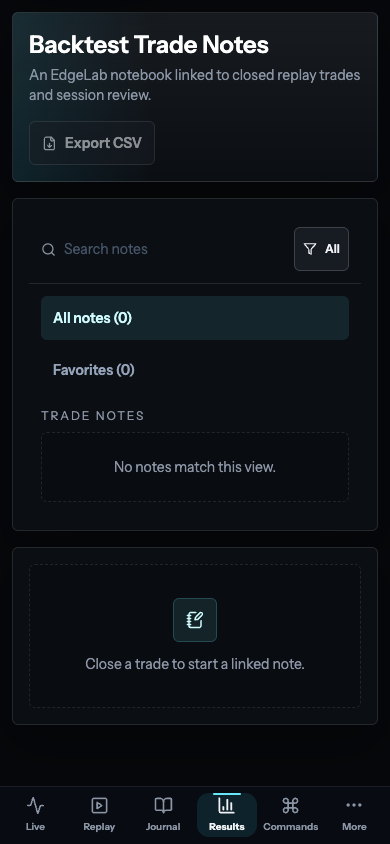 Backtest Trade Notes
An EdgeLab notebook linked to closed replay trades
and session review.
Export CSV
Search notes
All
All notes (0)
Favorites (0)
TRADE NOTES
No notes match this view.
Close a trade to start a linked note.
Live
Replay
Journal
Results
Commands
More